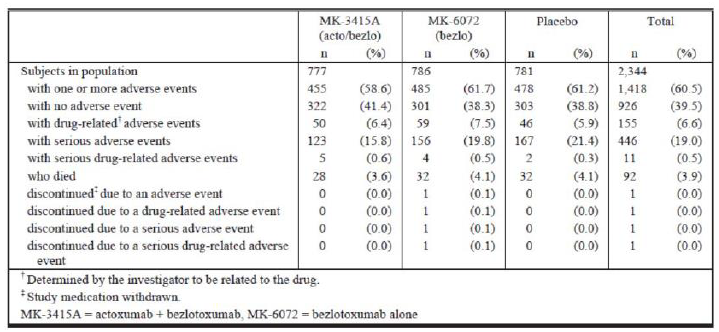 MK-3415A MK-6072 Placebo Total
(acto/bezlo) (bezlo)
n (%) n (%) n (%) n (%)
Subjects in population 777 786 781 2,344
with one or more adverse events 455 (58.6) 485 (61.7) 478 (61.2) 1,418 (60.5)
with no adverse event 322 (41.4) 301 (38.3) 303 (38.8) 926 (39.5)
with drug-related† adverse events 50 (6.4) 59 (7.5) 46 (5.9) 155 (6.6)
with serious adverse events 123 (15.8) 156 (19.8) 167 (21.4) 446 (19.0)
with serious drug-related adverse events 5 (0.6) 4 (0.5) 2 (0.3) 11 (0.5)
who died 28 (3.6) 32 (4.1) 32 (4.1) 92 (3.9)
discontinued‡ due to an adverse event 0 (0.0) 1 (0.1) 0 (0.0) 1 (0.0)
discontinued due to a drug-related adverse event 0 (0.0) 1 (0.1) 0 (0.0) 1 (0.0)
discontinued due to a serious adverse event 0 (0.0) 1 (0.1) 0 (0.0) 1 (0.0)
discontinued due to a serious drug-related adverse 0 (0.0) 1 (0.1) 0 (0.0) 1 (0.0)
event
† Determined by the investigator to be related to the drug.
‡ Study medication withdrawn.
MK-3415A = actoxumab + bezlotoxumab, MK-6072 = bezlotoxumab alone